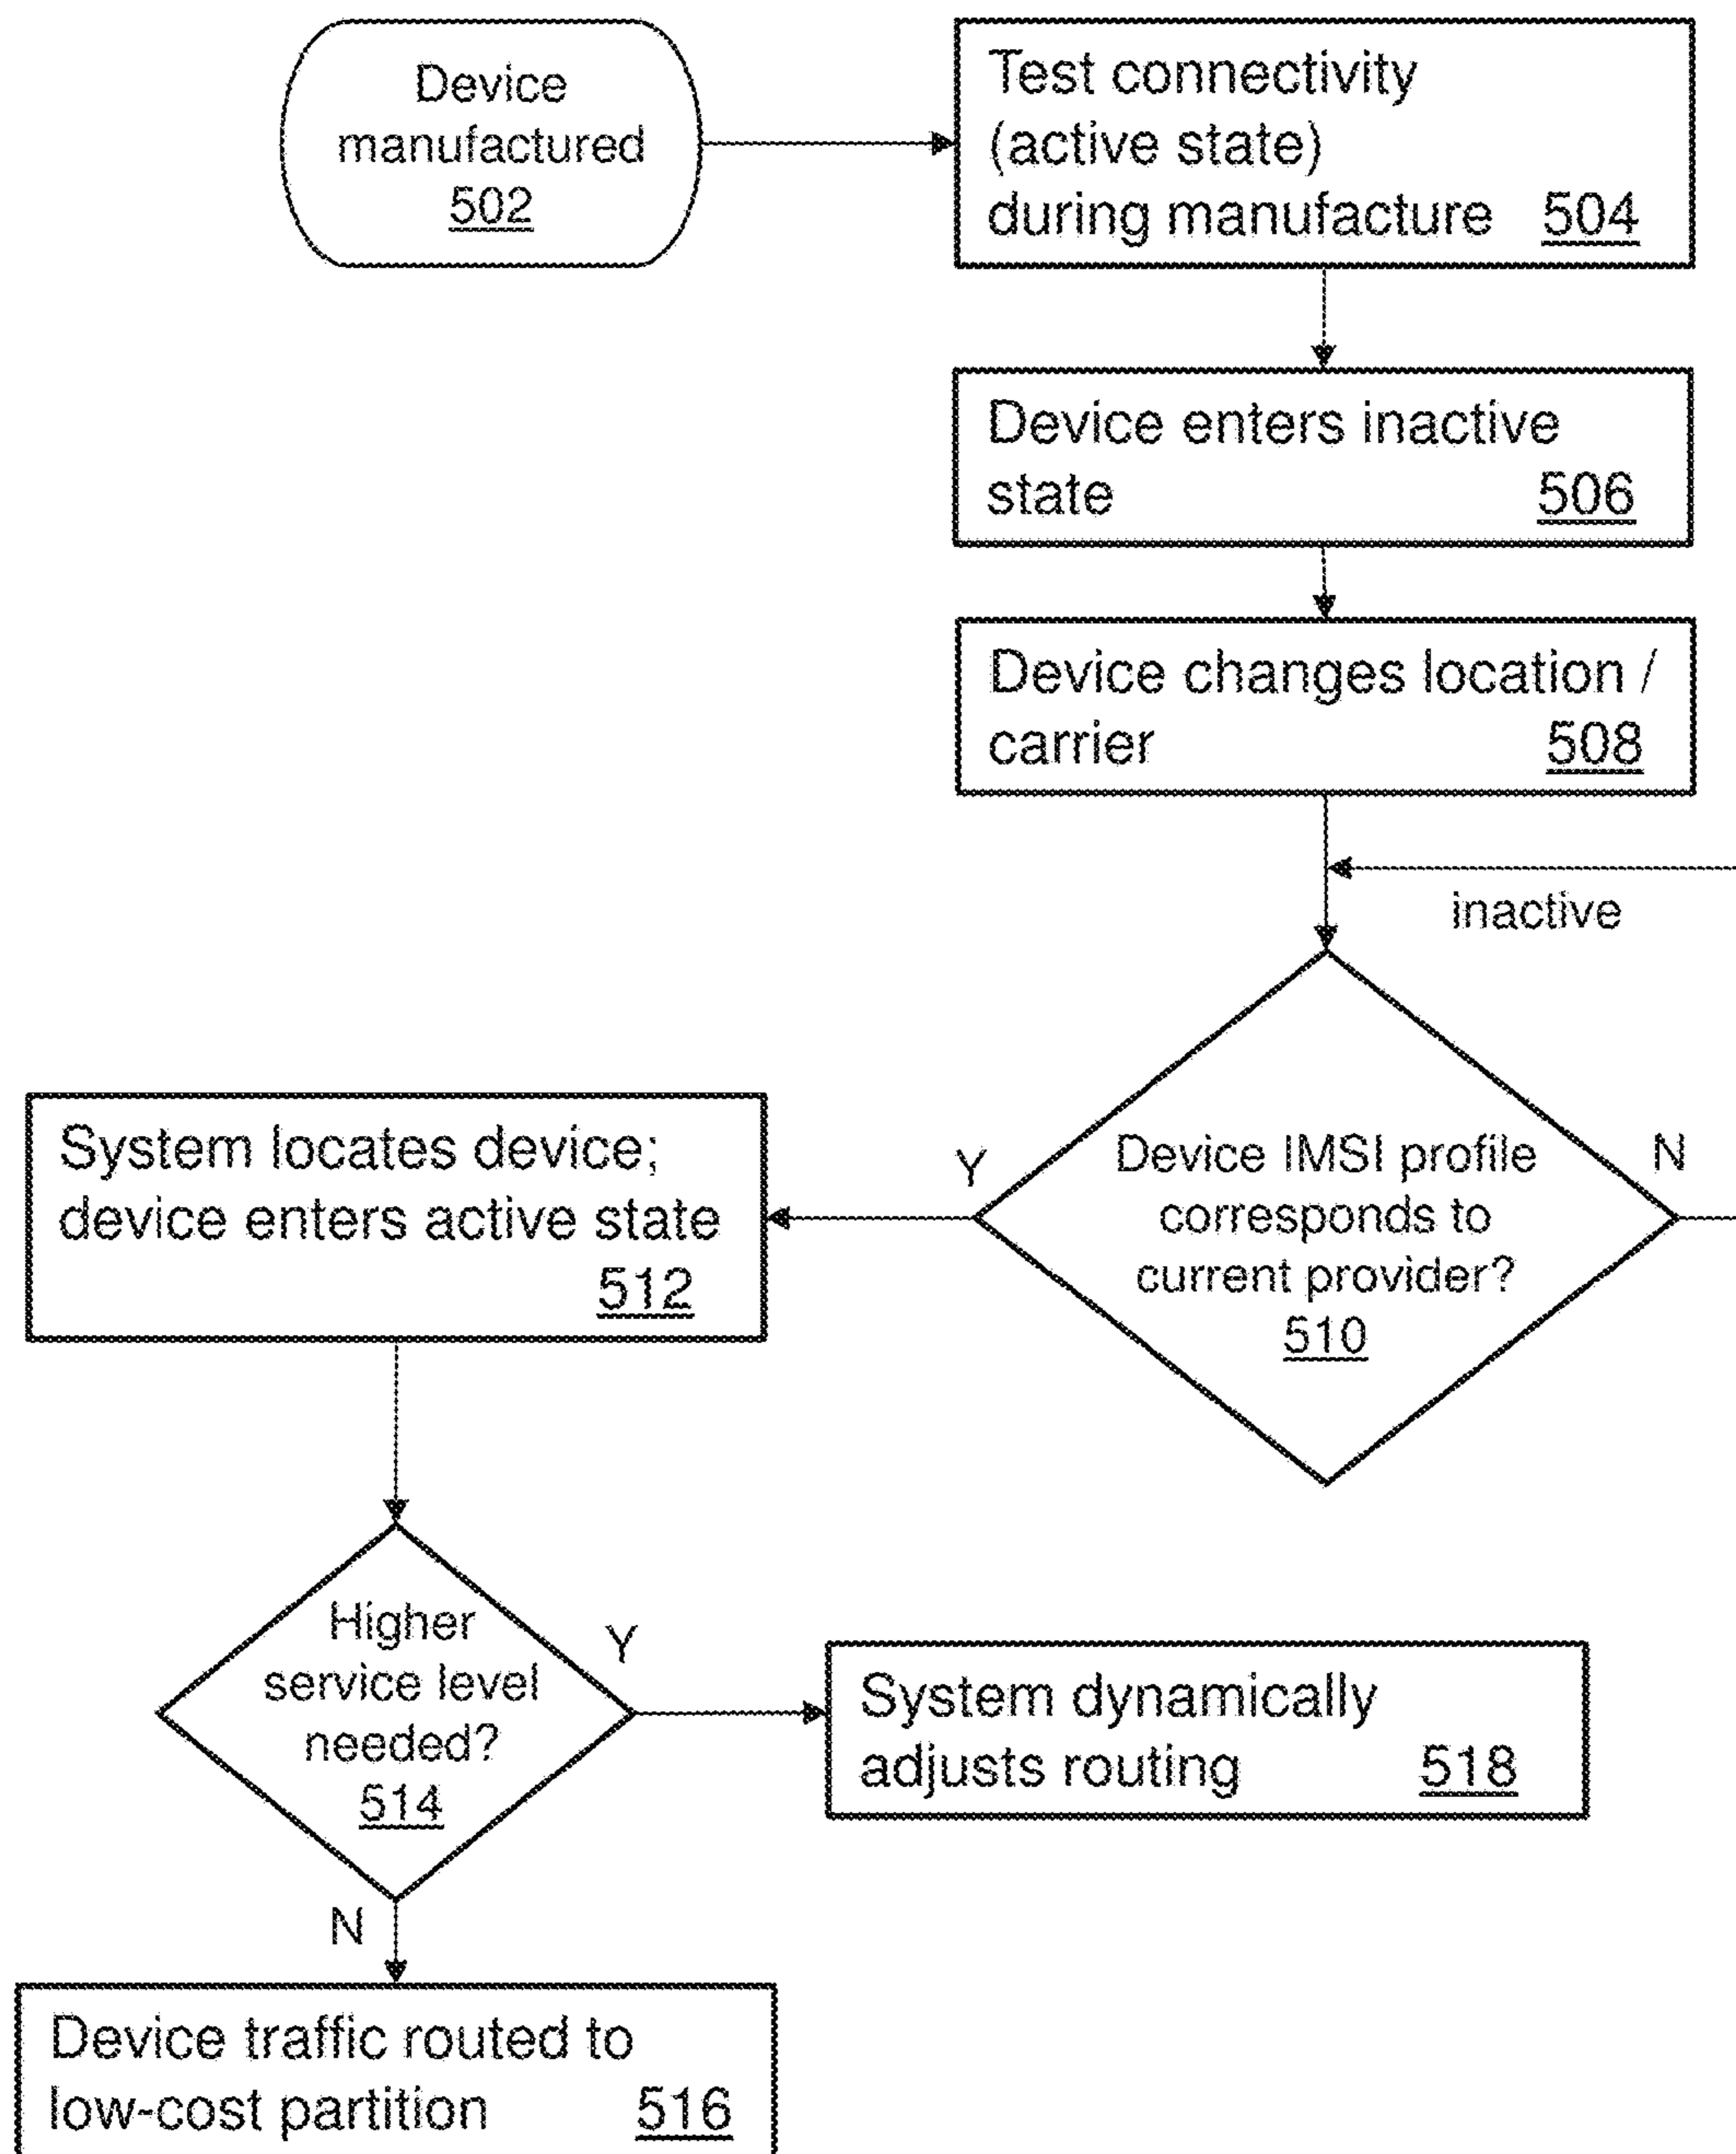 Device
manufactured
502
Test connectivity
(active state)
during manufacture 504
Device enters inactive
state 506
Device changes location /
carrier 508
inactive
Device IMSI profile
corresponds to
current provider?
510
Y
N
System locates device;
device enters active state
512
Higher
service level
needed?
514
Y
N
System dynamically
adjusts routing 518
Device traffic routed to
low-cost partition 516